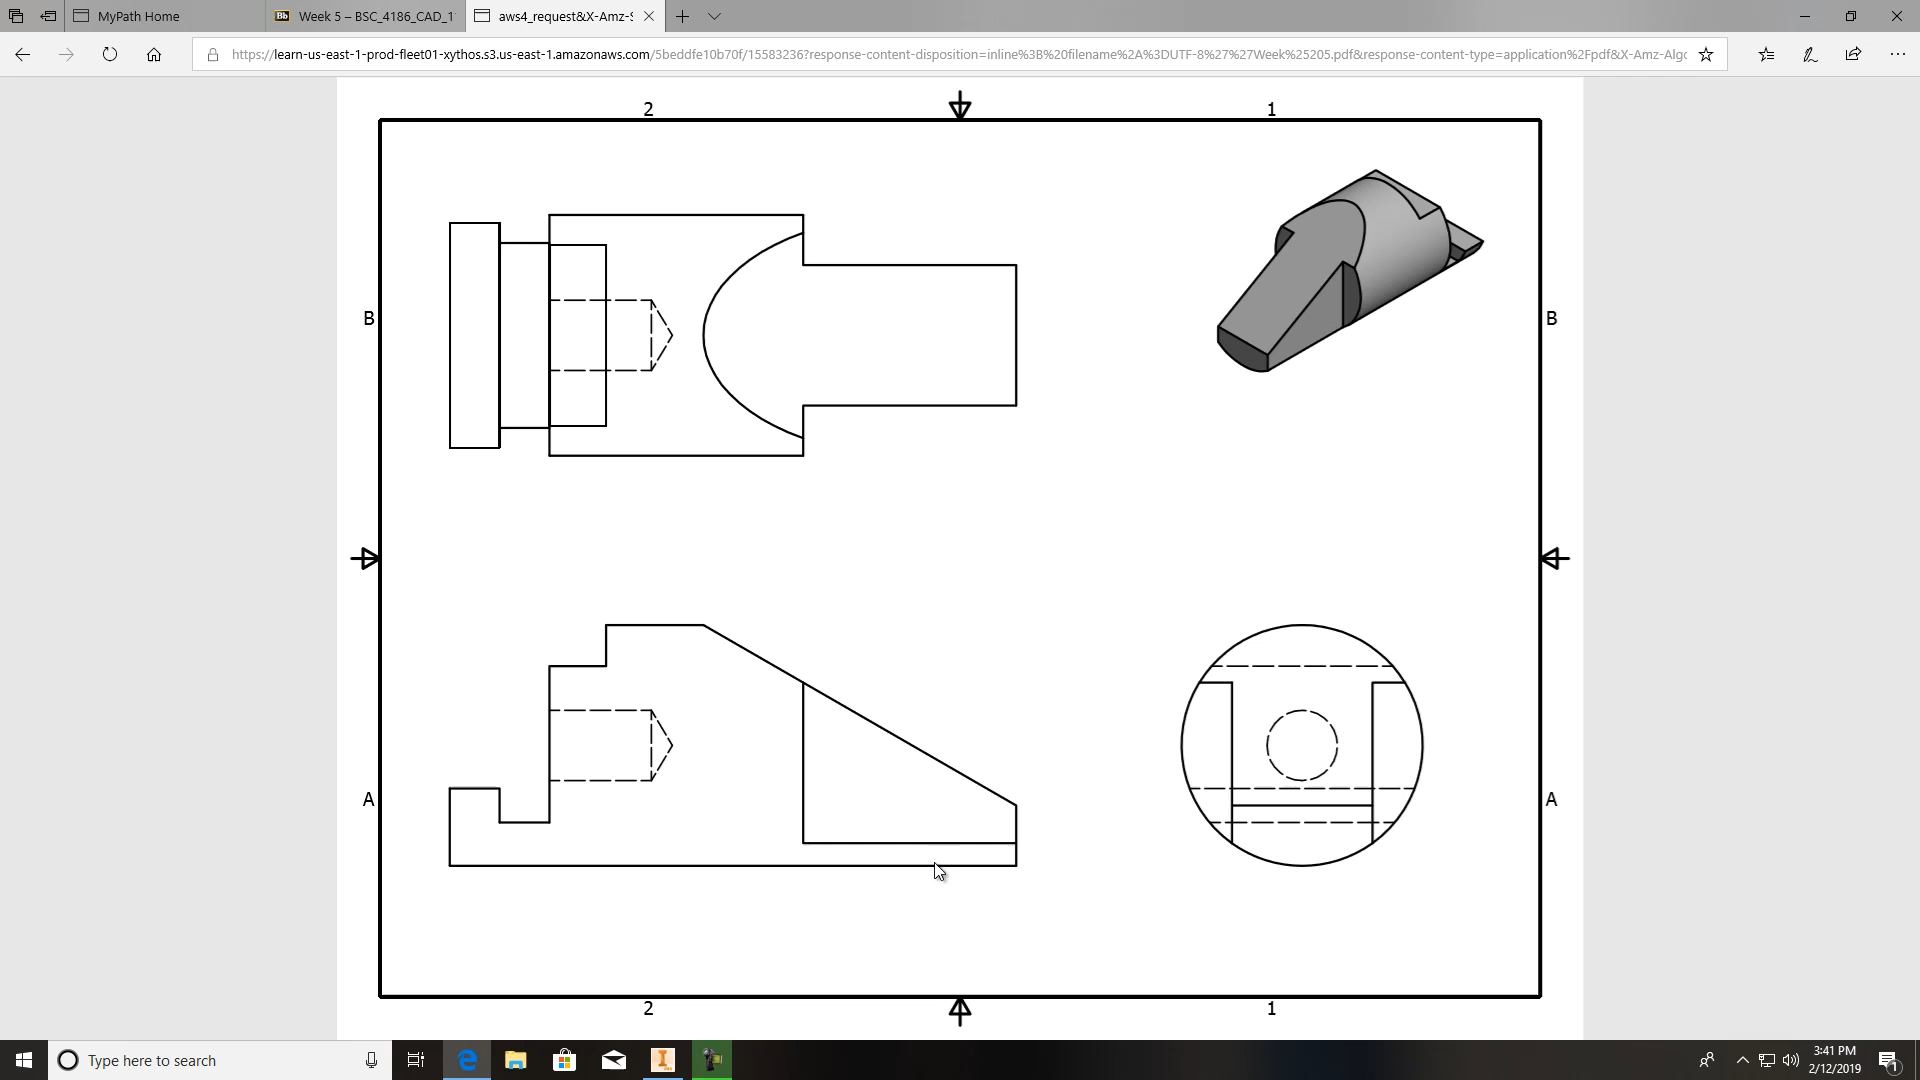 MyPath Home
Bb Week 5 – BSC_4186_CAD_1
aws4_request&X-Amz-S
https://learn-us-east-1-prod-fleet01-xythos.s3.us-east-1.amazonaws.com/5beddfe10b70f/15583236?response-content-disposition=inline%3B%20filename%2A%3DUTF-8%27%27Week%25205.pdf&response-content-type=application%2Fpdf&X-Amz-Algo
2 1
B B
A A
2 1
Type here to search
I
3:41 PM
2/12/2019
1